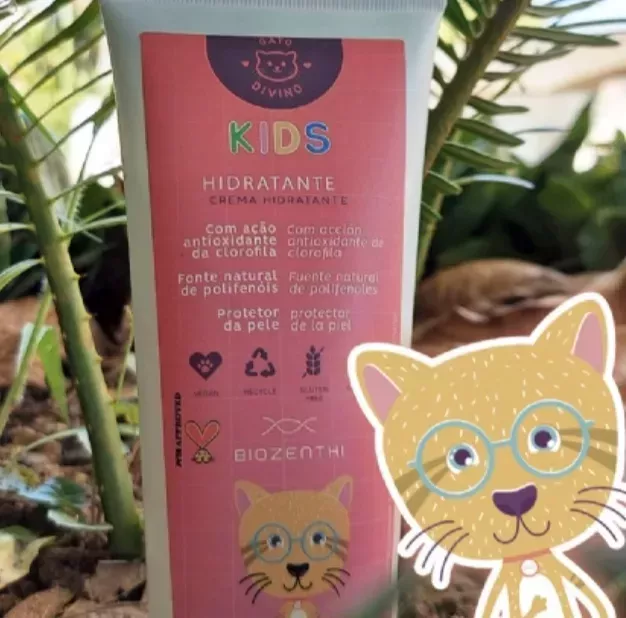 GATO
DIVINO
KIDS
HIDRATANTE
CREMA HIDRATANTE
Com ação
antioxidante
da clorofila
Com acción
antioxidante de
clorofila
Fonte natural
de polifenóis
Fuente natural
de polifenoles
Protetor
da pele
protector
de la piel
VEGAN
RECYCLE
GLUTEN
FREE
BIOZENTHI